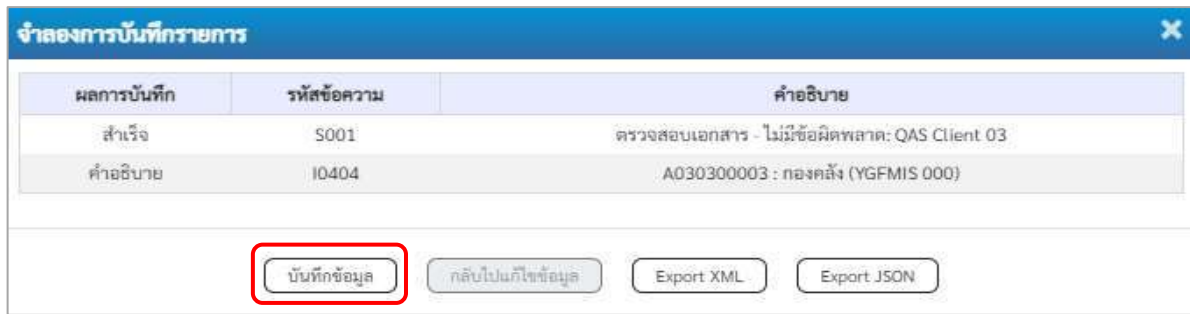 จำลองการบันทึกรายการ
ผลการบันทึก รหัสข้อความ คำอธิบาย
สำเร็จ S001 ตรวจสอบเอกสาร - ไม่มีข้อผิดพลาด: QAS Client 03
คำอธิบาย I0404 A030300003 : กองคลัง (YGFMIS 000)
บันทึกข้อมูล กลับไปแก้ไขข้อมูล Export XML Export JSON